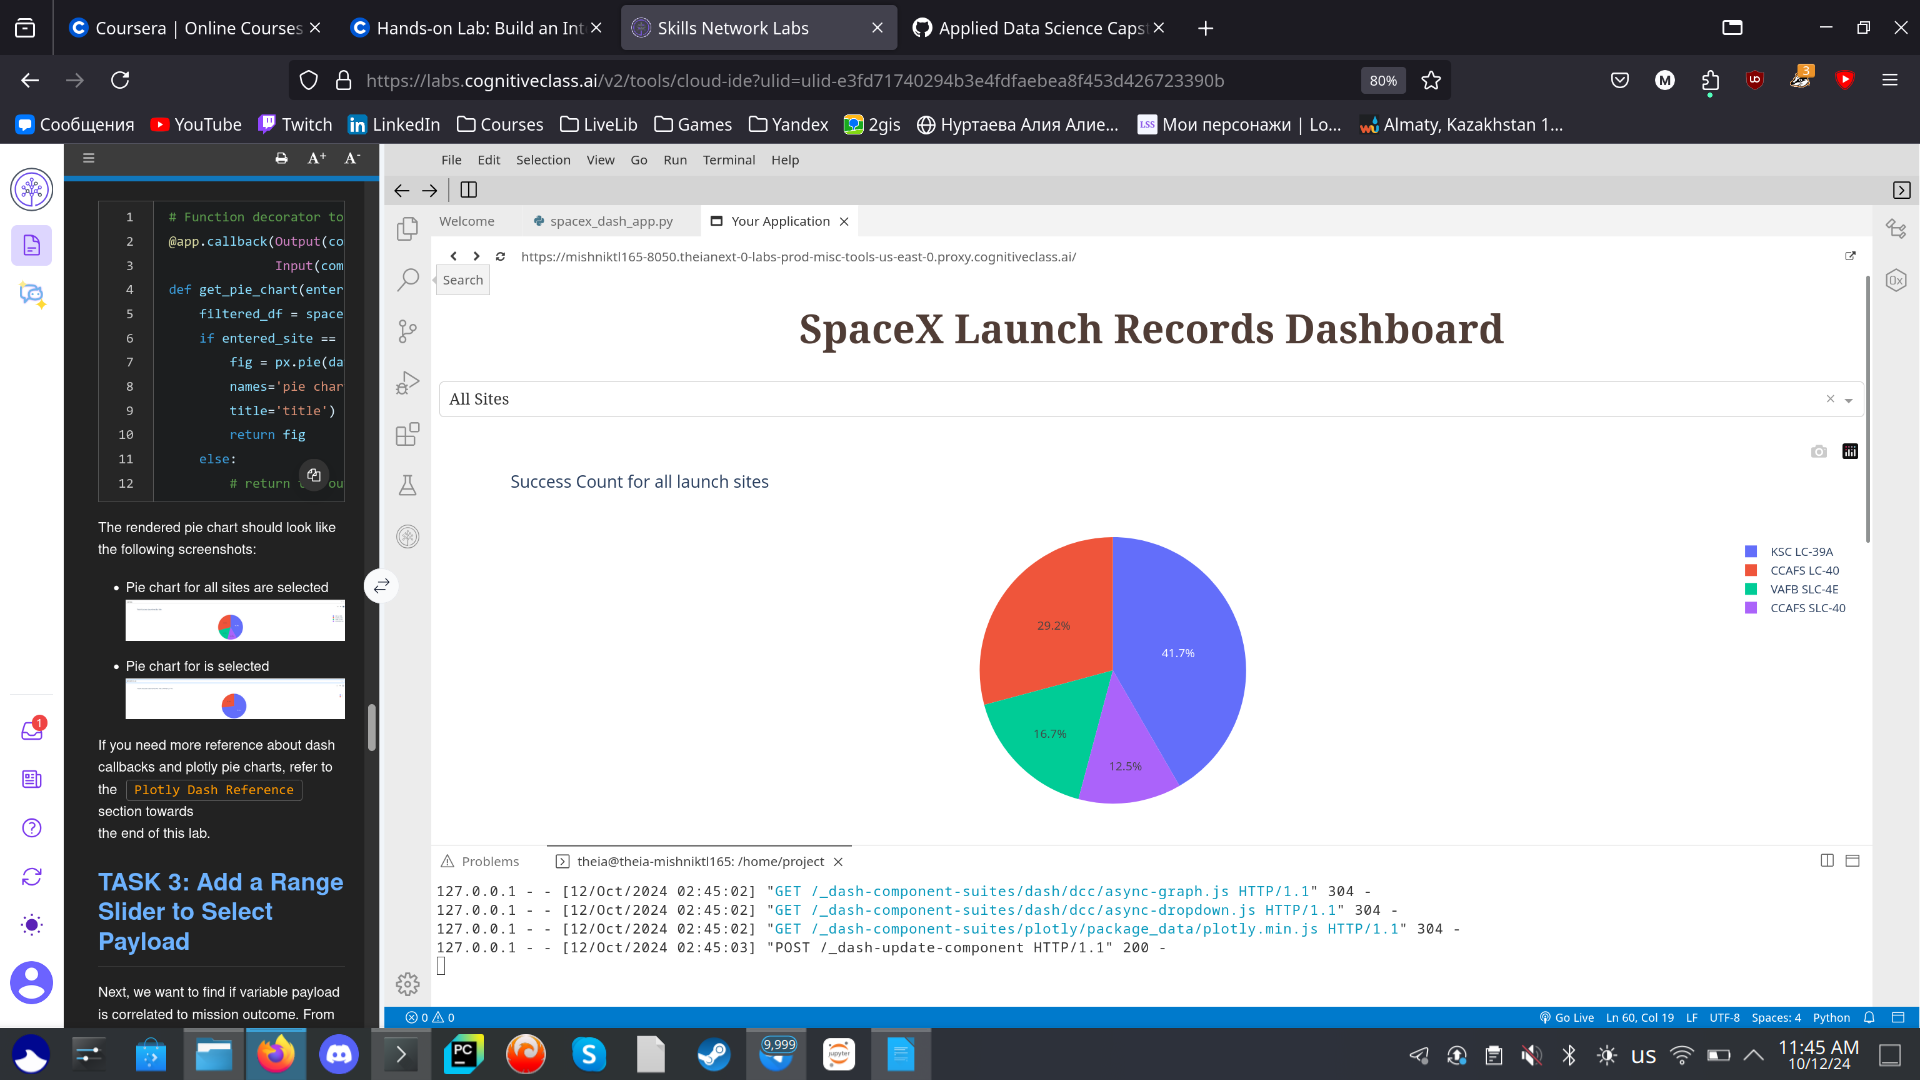 Coursera | Online Courses
Hands-on Lab: Build an Int
Skills Network Labs
Applied Data Science Capst
https://labs.cognitiveclass.ai/v2/tools/cloud-ide?ulid=ulid-e3fd71740294b3e4fdfaebea8f453d426723390b
80%
M
3
Сообщения
YouTube
Twitch
LinkedIn
Courses
LiveLib
Games
Yandex
2gis
Нуртаева Алия Алие...
LSS
Мои персонажи | Lo...
Almaty, Kazakhstan 1...
A+
A-
File Edit Selection View Go Run Terminal Help
Welcome
spacex_dash_app.py
Your Application
https://mishniktl165-8050.theianext-0-labs-prod-misc-tools-us-east-0.proxy.cognitiveclass.ai/
Search
1 # Function decorator to
2 @app.callback(Output(co
3 Input(com
4 def get_pie_chart(enter
5 filtered_df = space
6 if entered_site ==
7 fig = px.pie(da
8 names='pie char
9 title='title')
10 return fig
11 else:
12 # return
The rendered pie chart should look like
the following screenshots:
• Pie chart for all sites are selected
• Pie chart for is selected
If you need more reference about dash
callbacks and plotly pie charts, refer to
the Plotly Dash Reference
section towards
the end of this lab.
TASK 3: Add a Range
Slider to Select
Payload
Next, we want to find if variable payload
is correlated to mission outcome. From
1
SpaceX Launch Records Dashboard
All Sites
Success Count for all launch sites
29.2%
41.7%
16.7%
12.5%
KSC LC-39A
CCAFS LC-40
VAFB SLC-4E
CCAFS SLC-40
0x
Problems
theia@theia-mishniktl165: /home/project
127.0.0.1 - - [12/Oct/2024 02:45:02] "GET /_dash-component-suites/dash/dcc/async-graph.js HTTP/1.1" 304 -
127.0.0.1 - - [12/Oct/2024 02:45:02] "GET /_dash-component-suites/dash/dcc/async-dropdown.js HTTP/1.1" 304 -
127.0.0.1 - - [12/Oct/2024 02:45:02] "GET /_dash-component-suites/plotly/package_data/plotly.min.js HTTP/1.1" 304 -
127.0.0.1 - - [12/Oct/2024 02:45:03] "POST /_dash-update-component HTTP/1.1" 200 -
0 0
Go Live
Ln 60, Col 19
LF
UTF-8
Spaces: 4
Python
PC
9,999
jupyter
us
11:45 AM
10/12/24